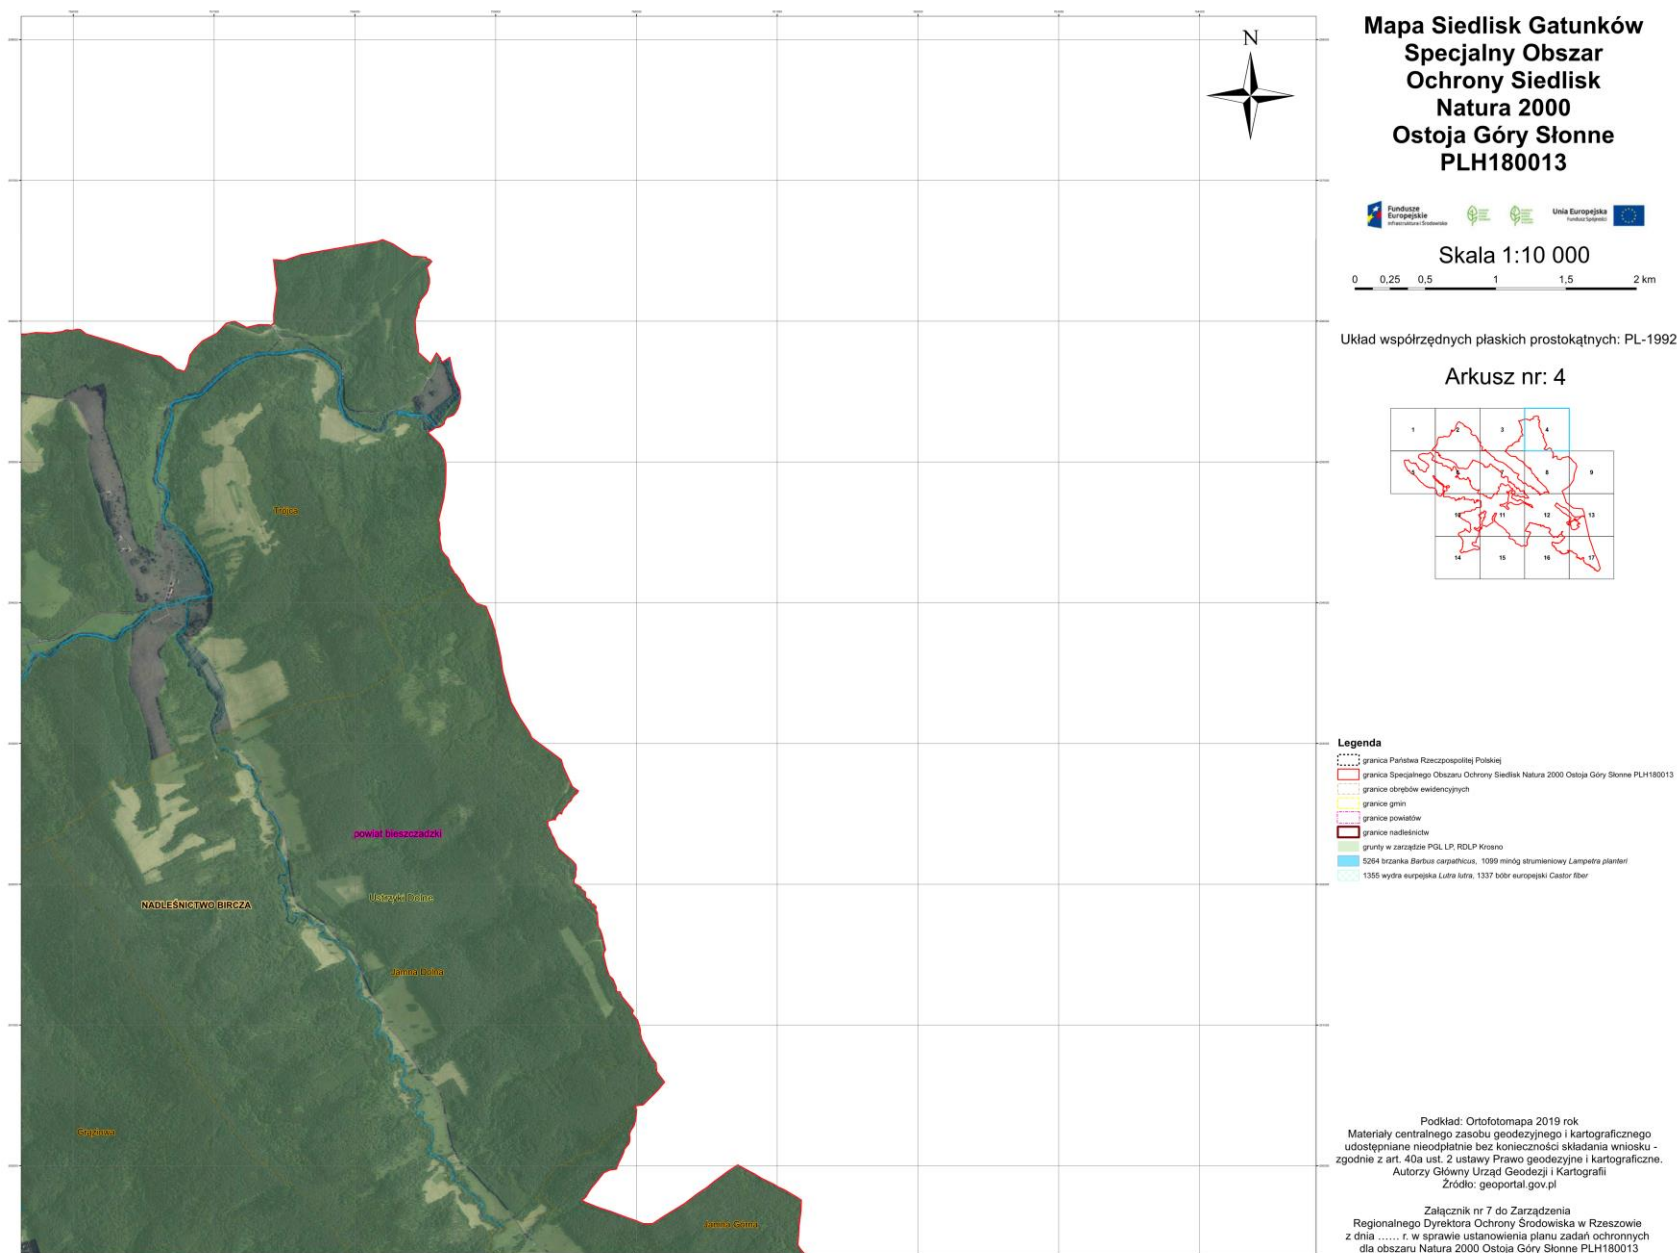 N
Trójca
powiat bieszczadzki
Ustrzyki Dolne
NADLEŚNICTWO BIRCZA
Jamna Dolna
Grąziowa
Jamna Górna
Mapa Siedlisk Gatunków
Specjalny Obszar
Ochrony Siedlisk
Natura 2000
Ostoja Góry Słonne
PLH180013
Fundusze
Europejskie
Infrastruktura i Środowisko
Unia Europejska
Fundusz Spójności
Skala 1:10 000
0 0,25 0,5 1 1,5 2 km
Układ współrzędnych płaskich prostokątnych: PL-1992
Arkusz nr: 4
1 2 3 4
5 6 7 8 9
10 11 12 13
14 15 16 17
Legenda
granica Państwa Rzeczpospolitej Polskiej
granica Specjalnego Obszaru Ochrony Siedlisk Natura 2000 Ostoja Góry Słonne PLH180013
granice obrębów ewidencyjnych
granice gmin
granice powiatów
granice nadleśnictw
grunty w zarządzie PGL LP, RDLP Krosno
5264 brzanka Barbus carpathicus, 1099 minóg strumieniowy Lampetra planteri
1355 wydra eurpejska Lutra lutra, 1337 bóbr europejski Castor fiber
Podkład: Ortofotomapa 2019 rok
Materiały centralnego zasobu geodezyjnego i kartograficznego
udostępniane nieodpłatnie bez konieczności składania wniosku -
zgodnie z art. 40a ust. 2 ustawy Prawo geodezyjne i kartograficzne.
Autorzy Główny Urząd Geodezji i Kartografii
Źródło: geoportal.gov.pl
Załącznik nr 7 do Zarządzenia
Regionalnego Dyrektora Ochrony Środowiska w Rzeszowie
z dnia ...... r. w sprawie ustanowienia planu zadań ochronnych
dla obszaru Natura 2000 Ostoja Góry Słonne PLH180013